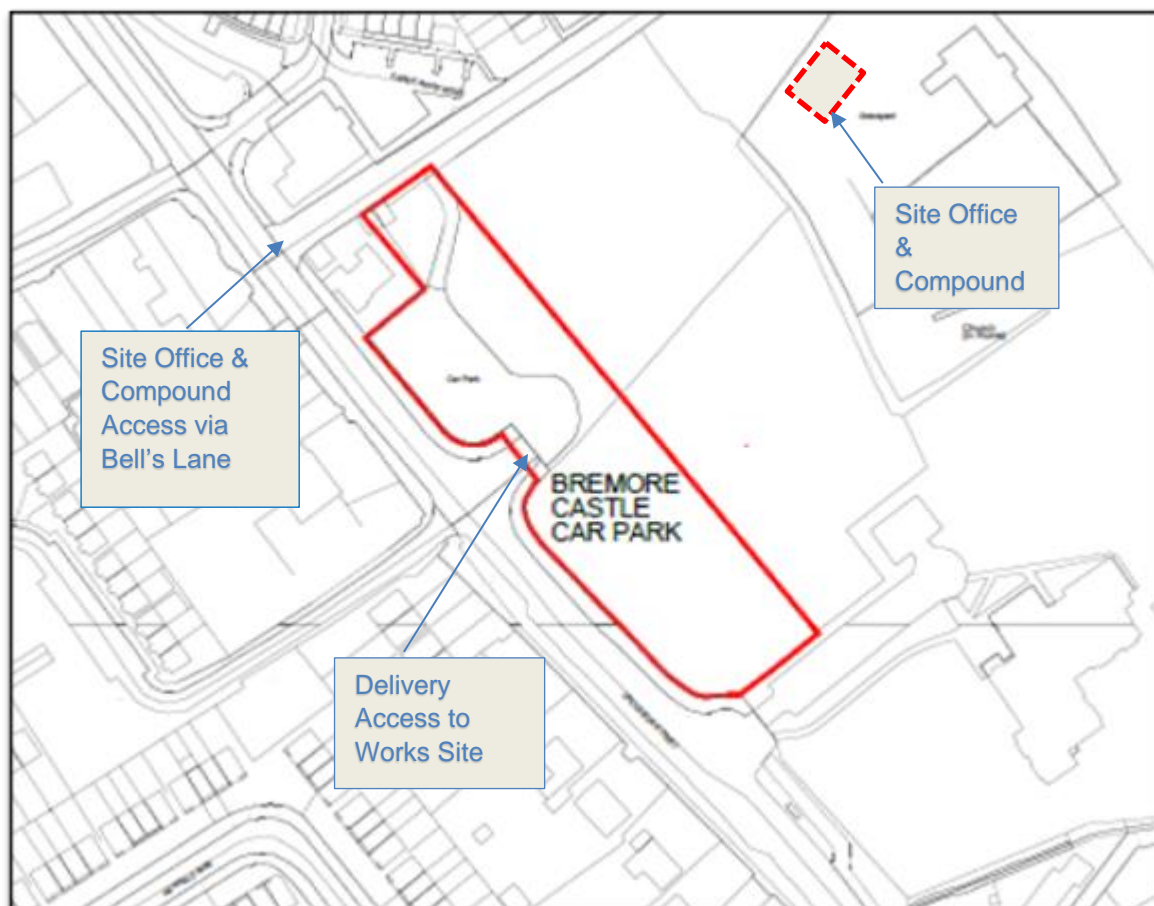 Site Office
&
Compound
Site Office &
Compound
Access via
Bell's Lane
Car Park
BREMORE
CASTLE
CAR PARK
Delivery
Access to
Works Site